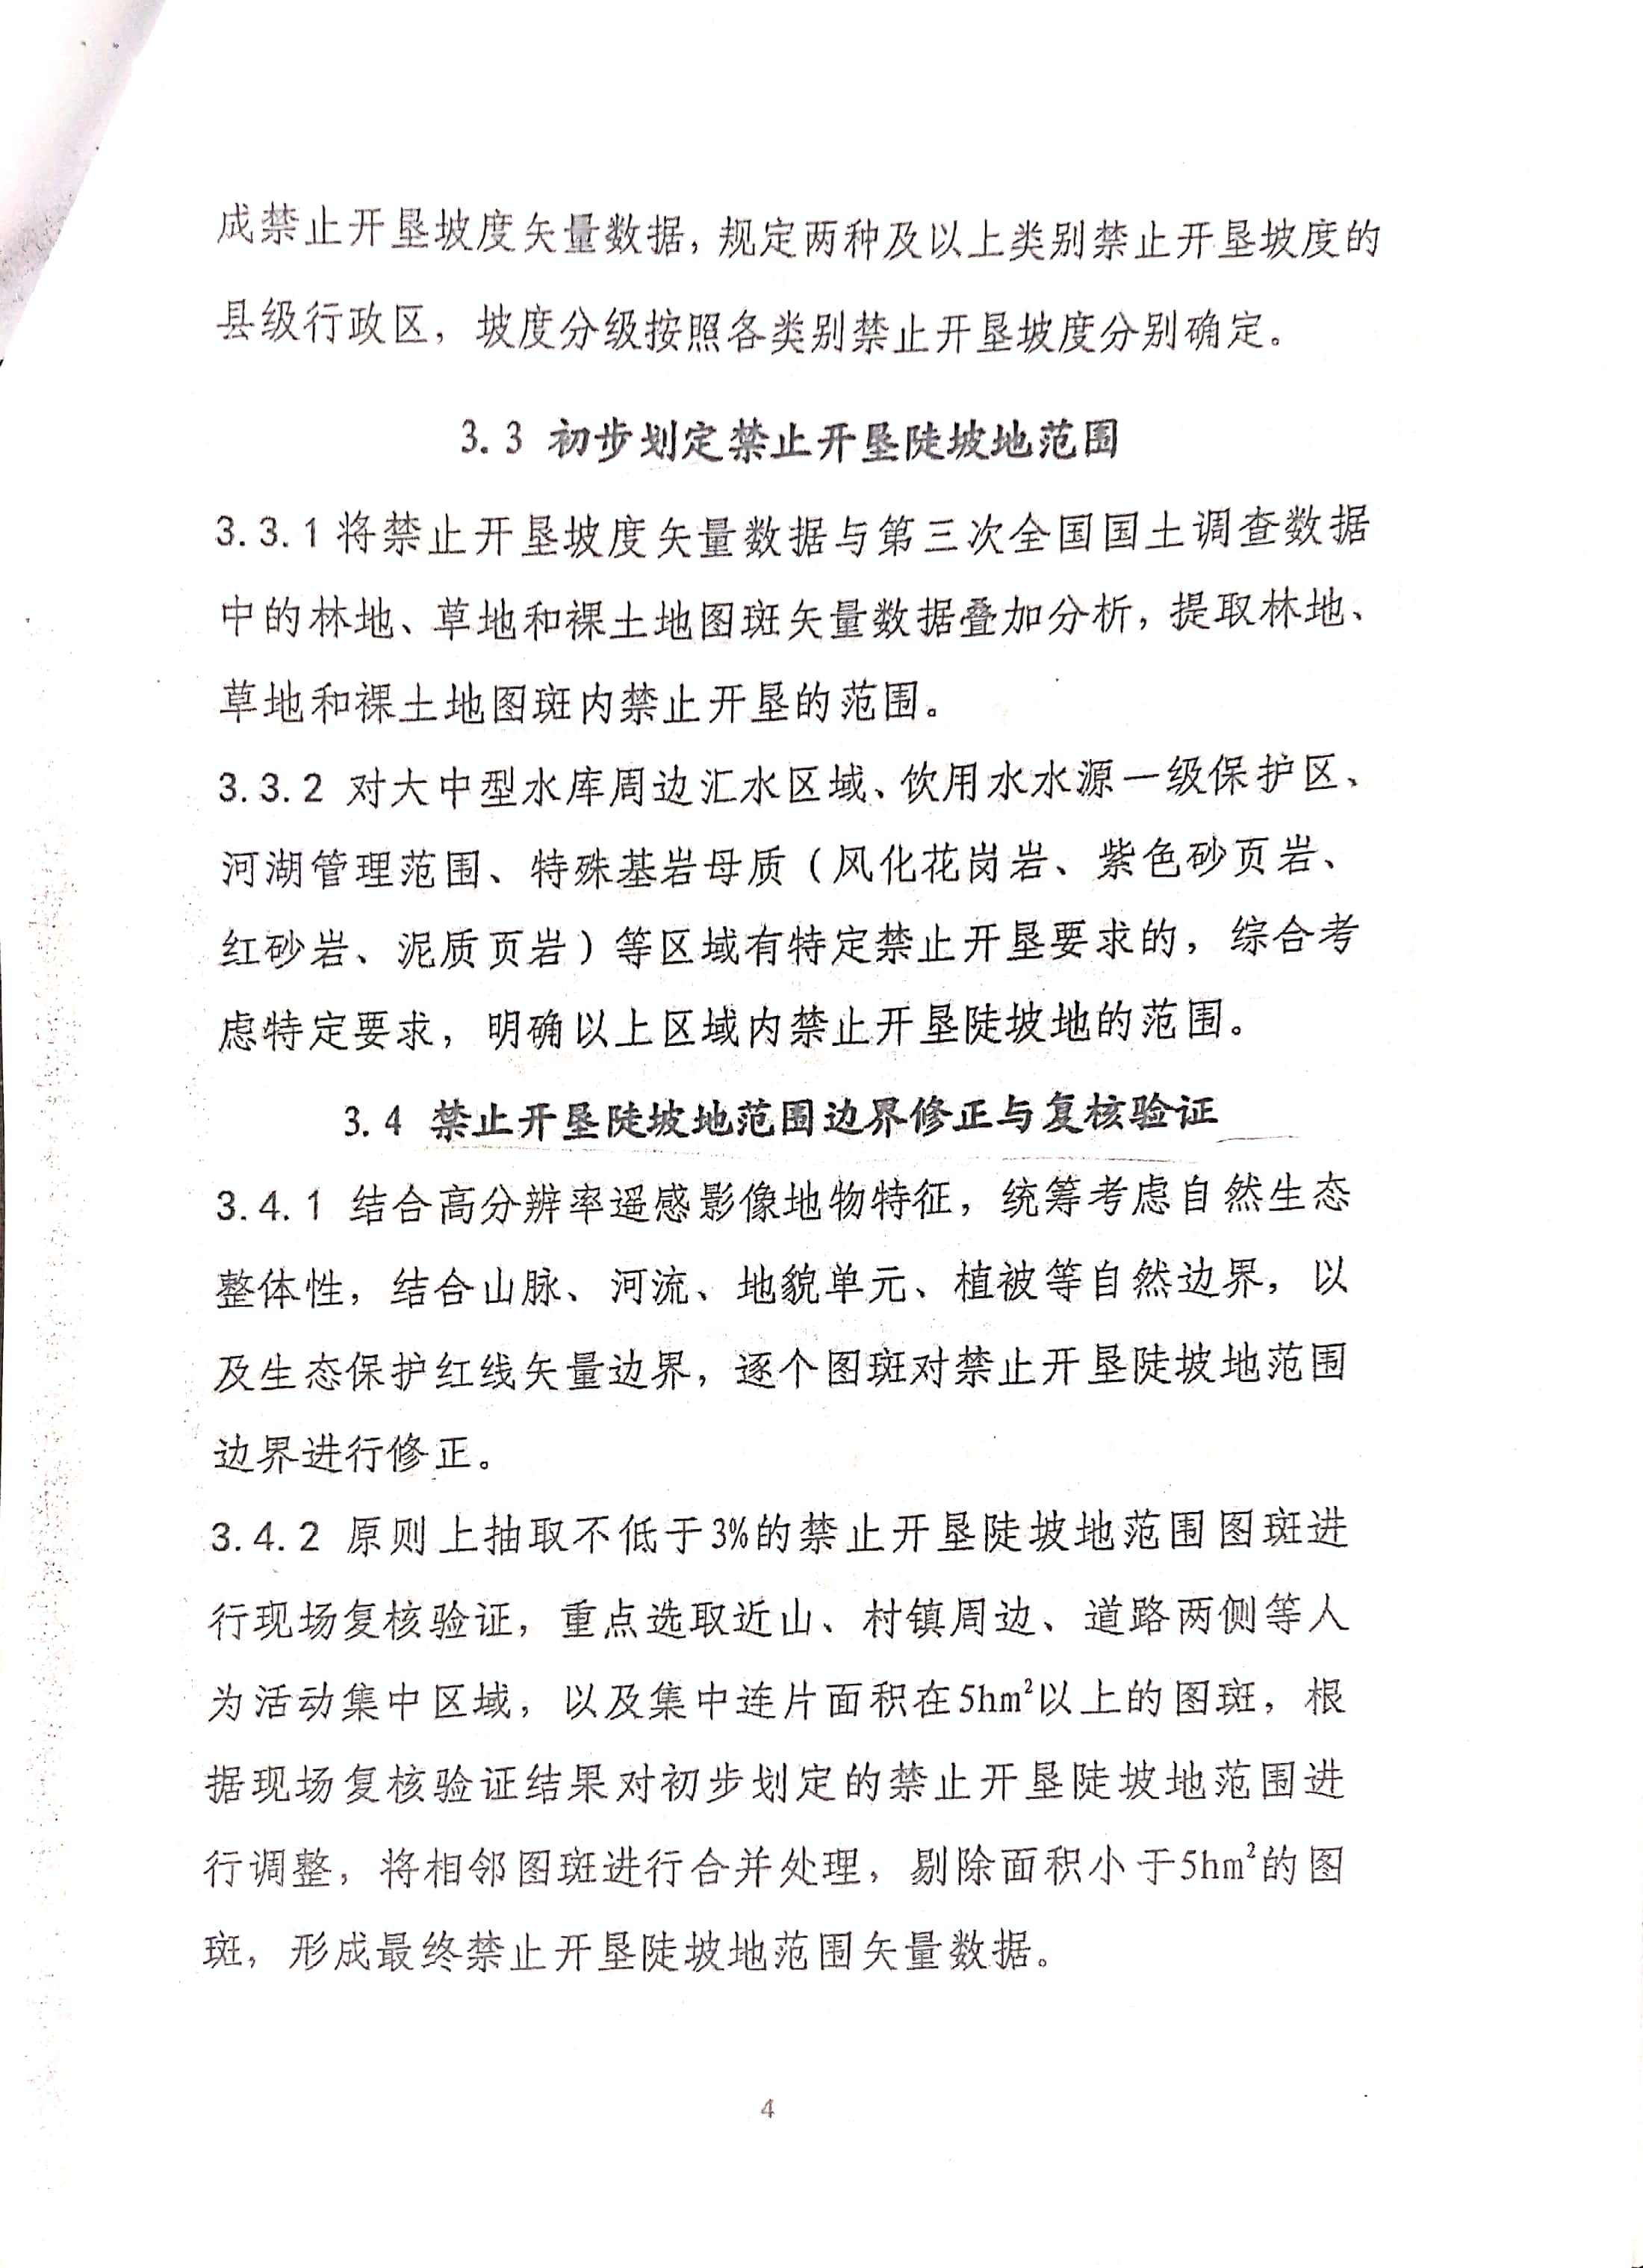 成禁止开垦坡度矢量数据，规定两种及以上类别禁止开垦坡度的
县级行政区，坡度分级按照各类别禁止开垦坡度分别确定。
3.3 初步划定禁止开垦陡坡地范围
3.3.1 将禁止开垦坡度矢量数据与第三次全国国土调查数据
中的林地、草地和裸土地图斑矢量数据叠加分析，提取林地、
草地和裸土地图斑内禁止开垦的范围。
3.3.2 对大中型水库周边汇水区域、饮用水水源一级保护区、
河湖管理范围、特殊基岩母质（风化花岗岩、紫色砂页岩、
红砂岩、泥质页岩）等区域有特定禁止开垦要求的，综合考
虑特定要求，明确以上区域内禁止开垦陡坡地的范围。
3.4 禁止开垦陡坡地范围边界修正与复核验证
3.4.1 结合高分辨率遥感影像地物特征，统筹考虑自然生态
整体性，结合山脉、河流、地貌单元、植被等自然边界，以
及生态保护红线矢量边界，逐个图斑对禁止开垦陡坡地范围
边界进行修正。
3.4.2 原则上抽取不低于3%的禁止开垦陡坡地范围图斑进
行现场复核验证，重点选取近山、村镇周边、道路两侧等人
为活动集中区域，以及集中连片面积在5hm²以上的图斑，根
据现场复核验证结果对初步划定的禁止开垦陡坡地范围进
行调整，将相邻图斑进行合并处理，剔除面积小于5hm²的图
斑，形成最终禁止开垦陡坡地范围矢量数据。
4